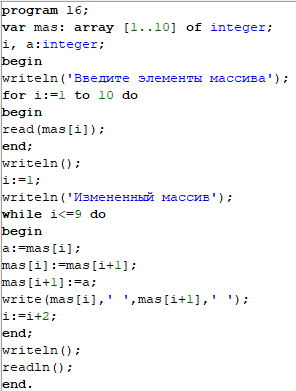 program 16;
var mas: array [1..10] of integer;
i, a:integer;
begin
writeln('Введите элементы массива');
for i:=1 to 10 do
begin
read(mas[i]);
end;
writeln();
i:=1;
writeln('Измененный массив');
while i<=9 do
begin
a:=mas[i];
mas[i]:=mas[i+1];
mas[i+1]:=a;
write(mas[i],' ',mas[i+1],' ');
i:=i+2;
end;
writeln();
readln();
end.